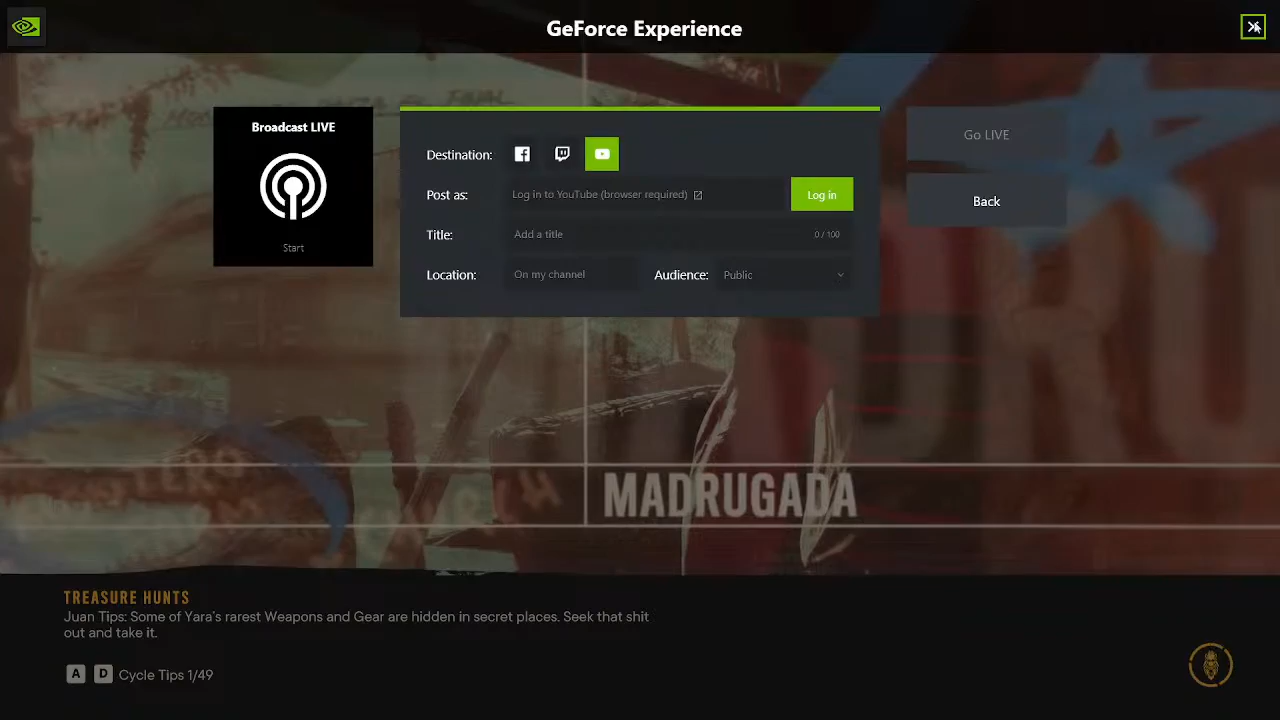 GeForce Experience
Broadcast LIVE
Start
Destination:
Post as: Log in to YouTube (browser required) Log in
Title: Add a title 0 / 100
Location: On my channel Audience: Public
Go LIVE
Back
MADRUGADA
TREASURE HUNTS
Juan Tips: Some of Yara's rarest Weapons and Gear are hidden in secret places. Seek that shit
out and take it.
A D Cycle Tips 1/49